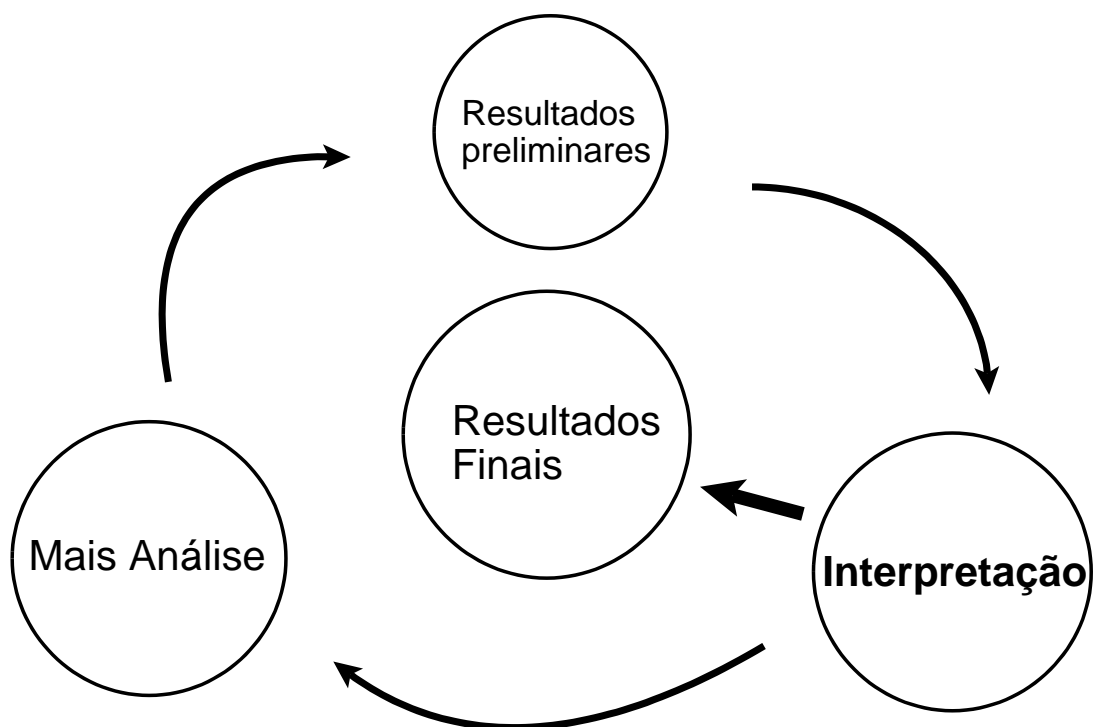 Resultados
preliminares
Resultados
Finais
Mais Análise
Interpretação